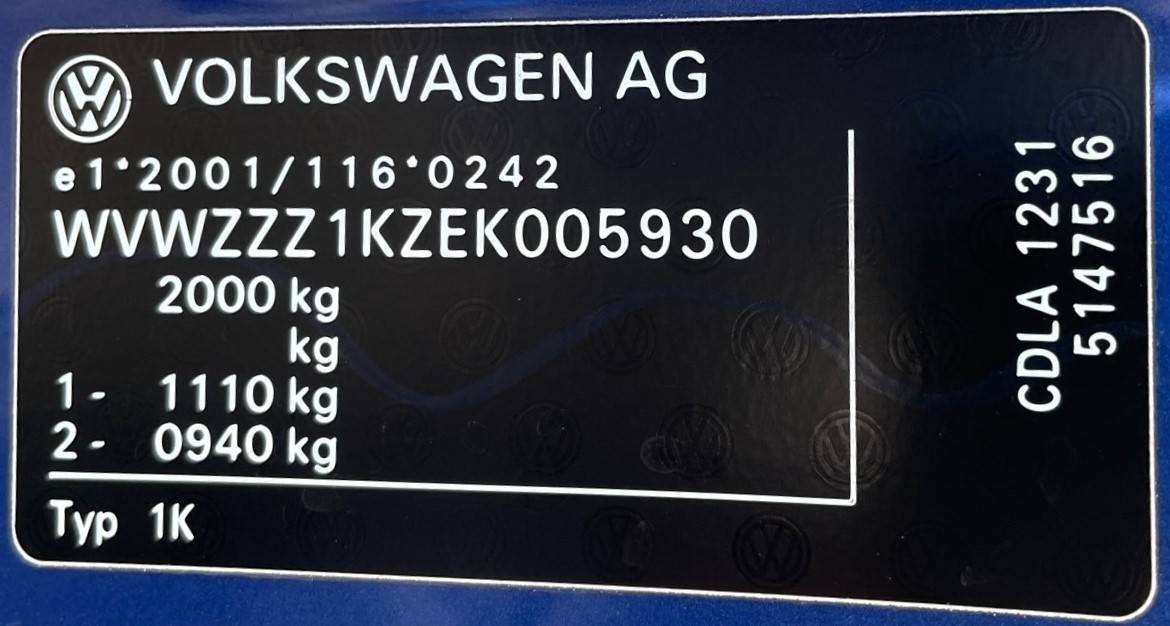 VOLKSWAGEN AG
e1*2001/116*0242
WVWZZZ1KZEK005930
2000 kg
kg
1- 1110 kg
2- 0940 kg
Typ 1K
CDLA 1231
5147516